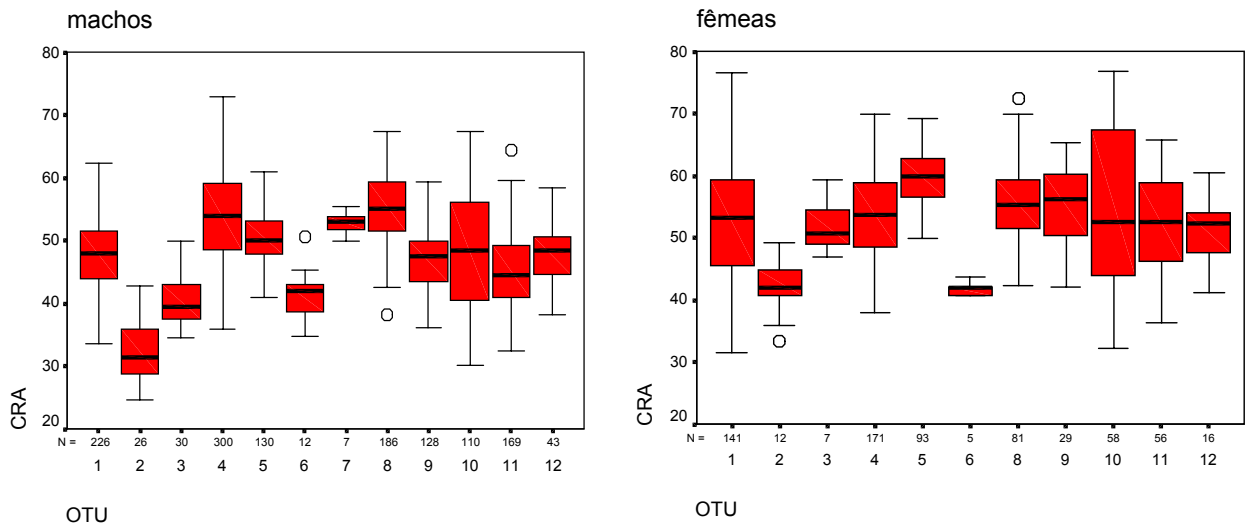 machos
80
70
60
50
40
30
20
CRA
N = 226 26 30 300 130 12 7 186 128 110 169 43
1 2 3 4 5 6 7 8 9 10 11 12
OTU
fêmeas
80
70
60
50
40
30
20
CRA
N = 141 12 7 171 93 5 81 29 58 56 16
1 2 3 4 5 6 8 9 10 11 12
OTU